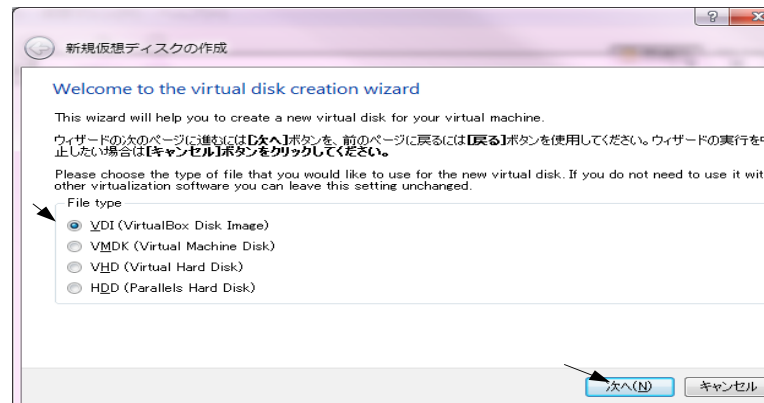 新規仮想ディスクの作成
Welcome to the virtual disk creation wizard
This wizard will help you to create a new virtual disk for your virtual machine.
ウィザードの次のページに進むには[次へ]ボタンを、前のページに戻るには[戻る]ボタンを使用してください。ウィザードの実行を中
止したい場合は[キャンセル]ボタンをクリックしてください。
Please choose the type of file that you would like to use for the new virtual disk. If you do not need to use it wit
other virtualization software you can leave this setting unchanged.
File type
VDI (VirtualBox Disk Image)
VMDK (Virtual Machine Disk)
VHD (Virtual Hard Disk)
HDD (Parallels Hard Disk)
次へ(N) キャンセル